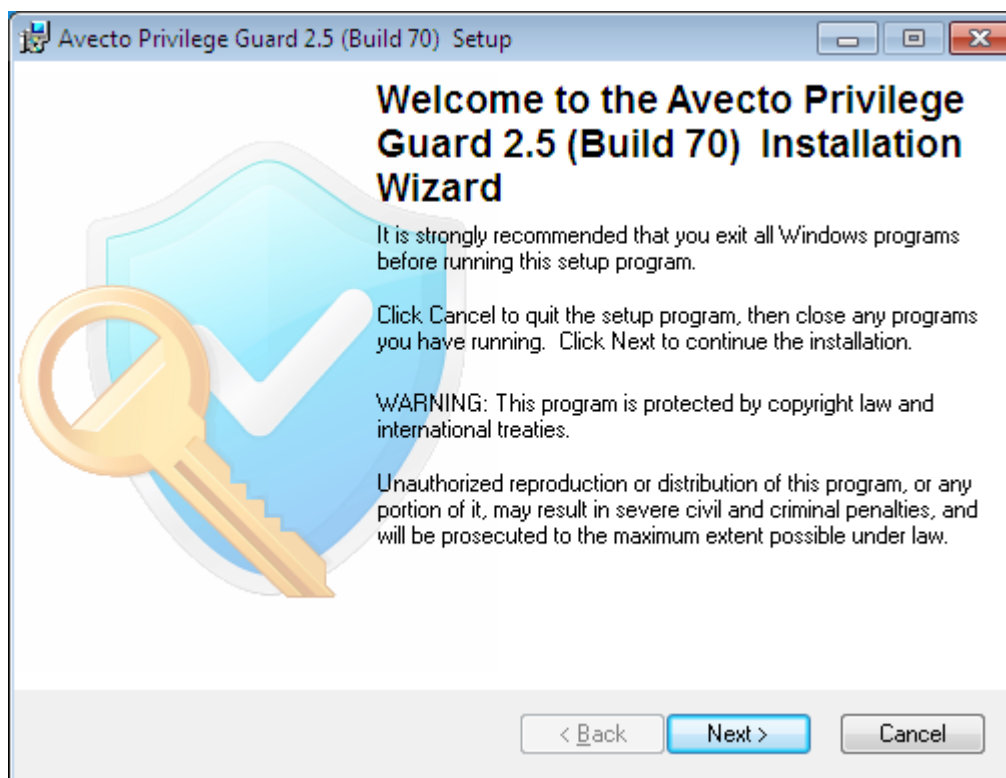 Avecto Privilege Guard 2.5 (Build 70)  Setup
Welcome to the Avecto Privilege
Guard 2.5 (Build 70)  Installation
Wizard
It is strongly recommended that you exit all Windows programs
before running this setup program.
Click Cancel to quit the setup program, then close any programs
you have running.  Click Next to continue the installation.
WARNING: This program is protected by copyright law and
international treaties.
Unauthorized reproduction or distribution of this program, or any
portion of it, may result in severe civil and criminal penalties, and
will be prosecuted to the maximum extent possible under law.
< Back
Next >
Cancel